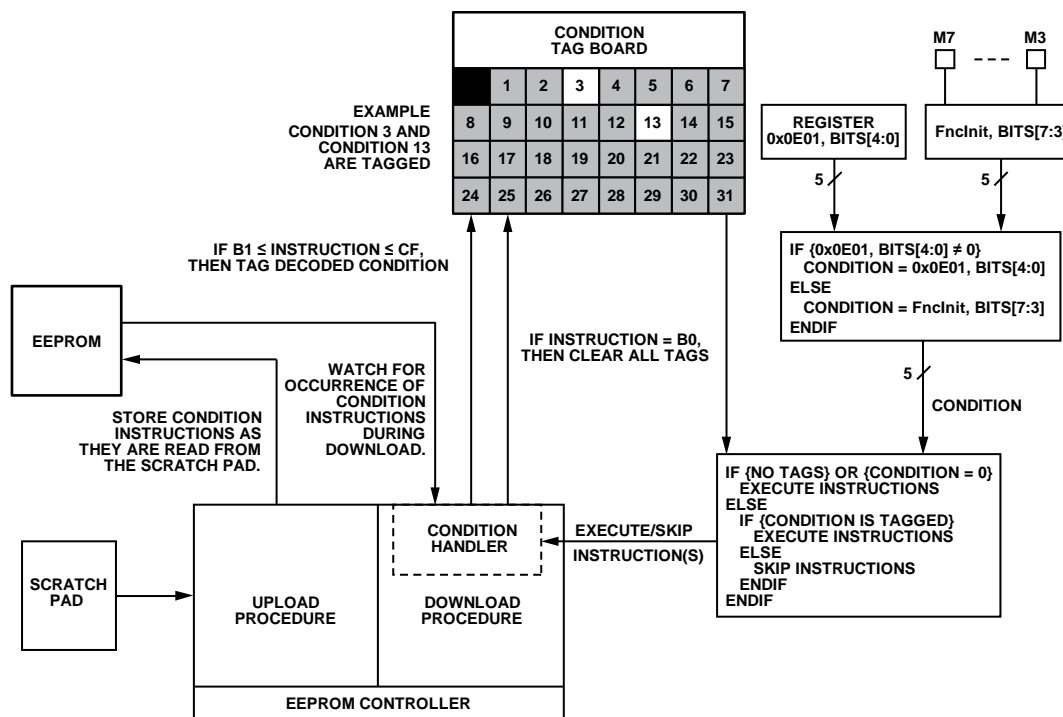 CONDITION
TAG BOARD
1 2 3 4 5 6 7
8 9 10 11 12 13 14 15
16 17 18 19 20 21 22 23
24 25 26 27 28 29 30 31
EXAMPLE
CONDITION 3 AND
CONDITION 13
ARE TAGGED
M7 M3
REGISTER
0x0E01, BITS[4:0]
FncInit, BITS[7:3]
5
5
IF {0x0E01, BITS[4:0] ≠ 0}
CONDITION = 0x0E01, BITS[4:0]
ELSE
CONDITION = FncInit, BITS[7:3]
ENDIF
5
CONDITION
IF B1 ≤ INSTRUCTION ≤ CF,
THEN TAG DECODED CONDITION
IF INSTRUCTION = B0,
THEN CLEAR ALL TAGS
EEPROM
WATCH FOR
OCCURRENCE OF
CONDITION
INSTRUCTIONS
DURING
DOWNLOAD.
STORE CONDITION
INSTRUCTIONS AS
THEY ARE READ FROM
THE SCRATCH PAD.
IF {NO TAGS} OR {CONDITION = 0}
EXECUTE INSTRUCTIONS
ELSE
IF {CONDITION IS TAGGED}
EXECUTE INSTRUCTIONS
ELSE
SKIP INSTRUCTIONS
ENDIF
ENDIF
EXECUTE/SKIP
INSTRUCTION(S)
CONDITION
HANDLER
SCRATCH
PAD
UPLOAD
PROCEDURE
DOWNLOAD
PROCEDURE
EEPROM CONTROLLER